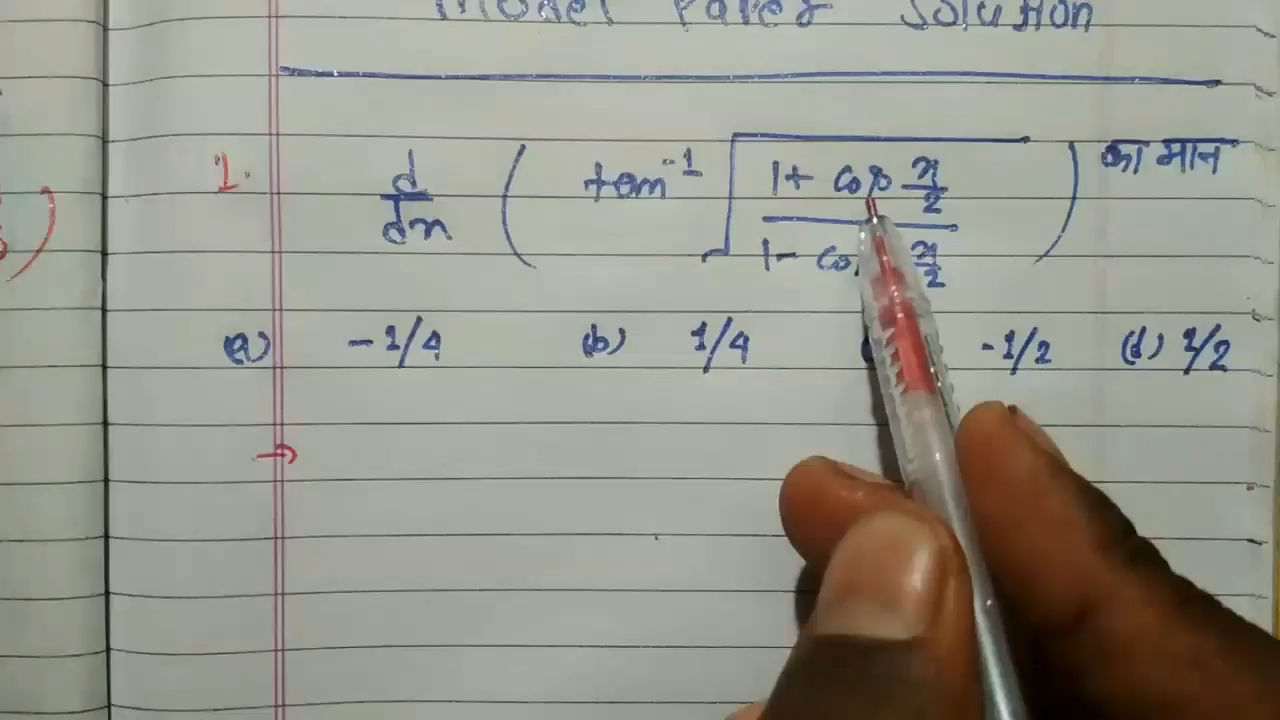 Model Paper Solution
1. d/dx ( tan⁻¹ √((1 + cos x/2)/(1 - cos x/2)) ) का मान
(a) -1/4 (b) 1/4 -1/2 (d) 1/2
→